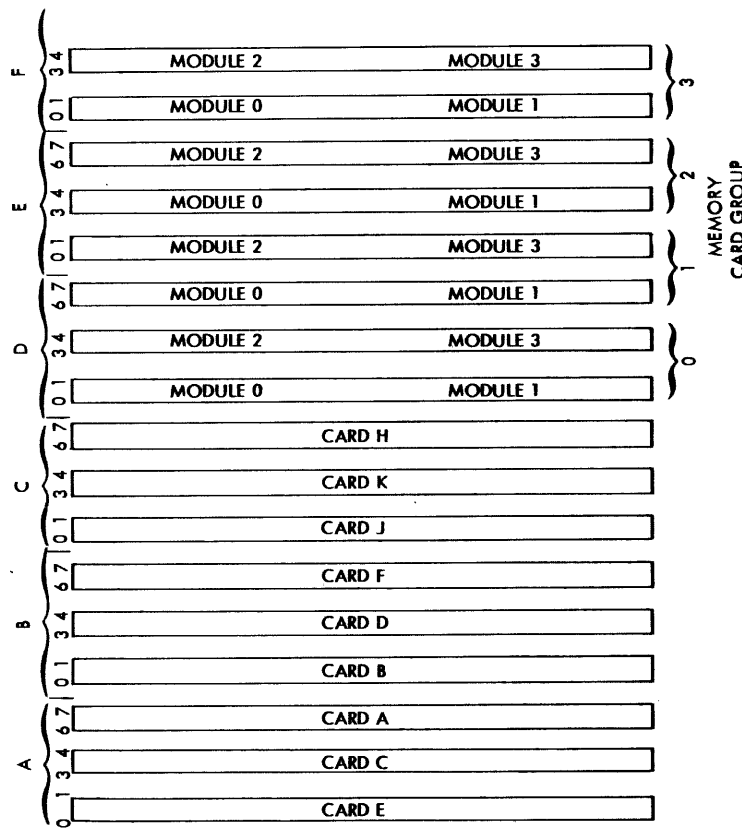 F
3 4 MODULE 2 MODULE 3
0 1 MODULE 0 MODULE 1
3
E
6 7 MODULE 2 MODULE 3
3 4 MODULE 0 MODULE 1
2
0 1 MODULE 2 MODULE 3
D
6 7 MODULE 0 MODULE 1
1
3 4 MODULE 2 MODULE 3
0 1 MODULE 0 MODULE 1
0
MEMORY
CARD GROUP
C
6 7 CARD H
3 4 CARD K
0 1 CARD J
B
6 7 CARD F
3 4 CARD D
0 1 CARD B
A
6 7 CARD A
3 4 CARD C
0 1 CARD E